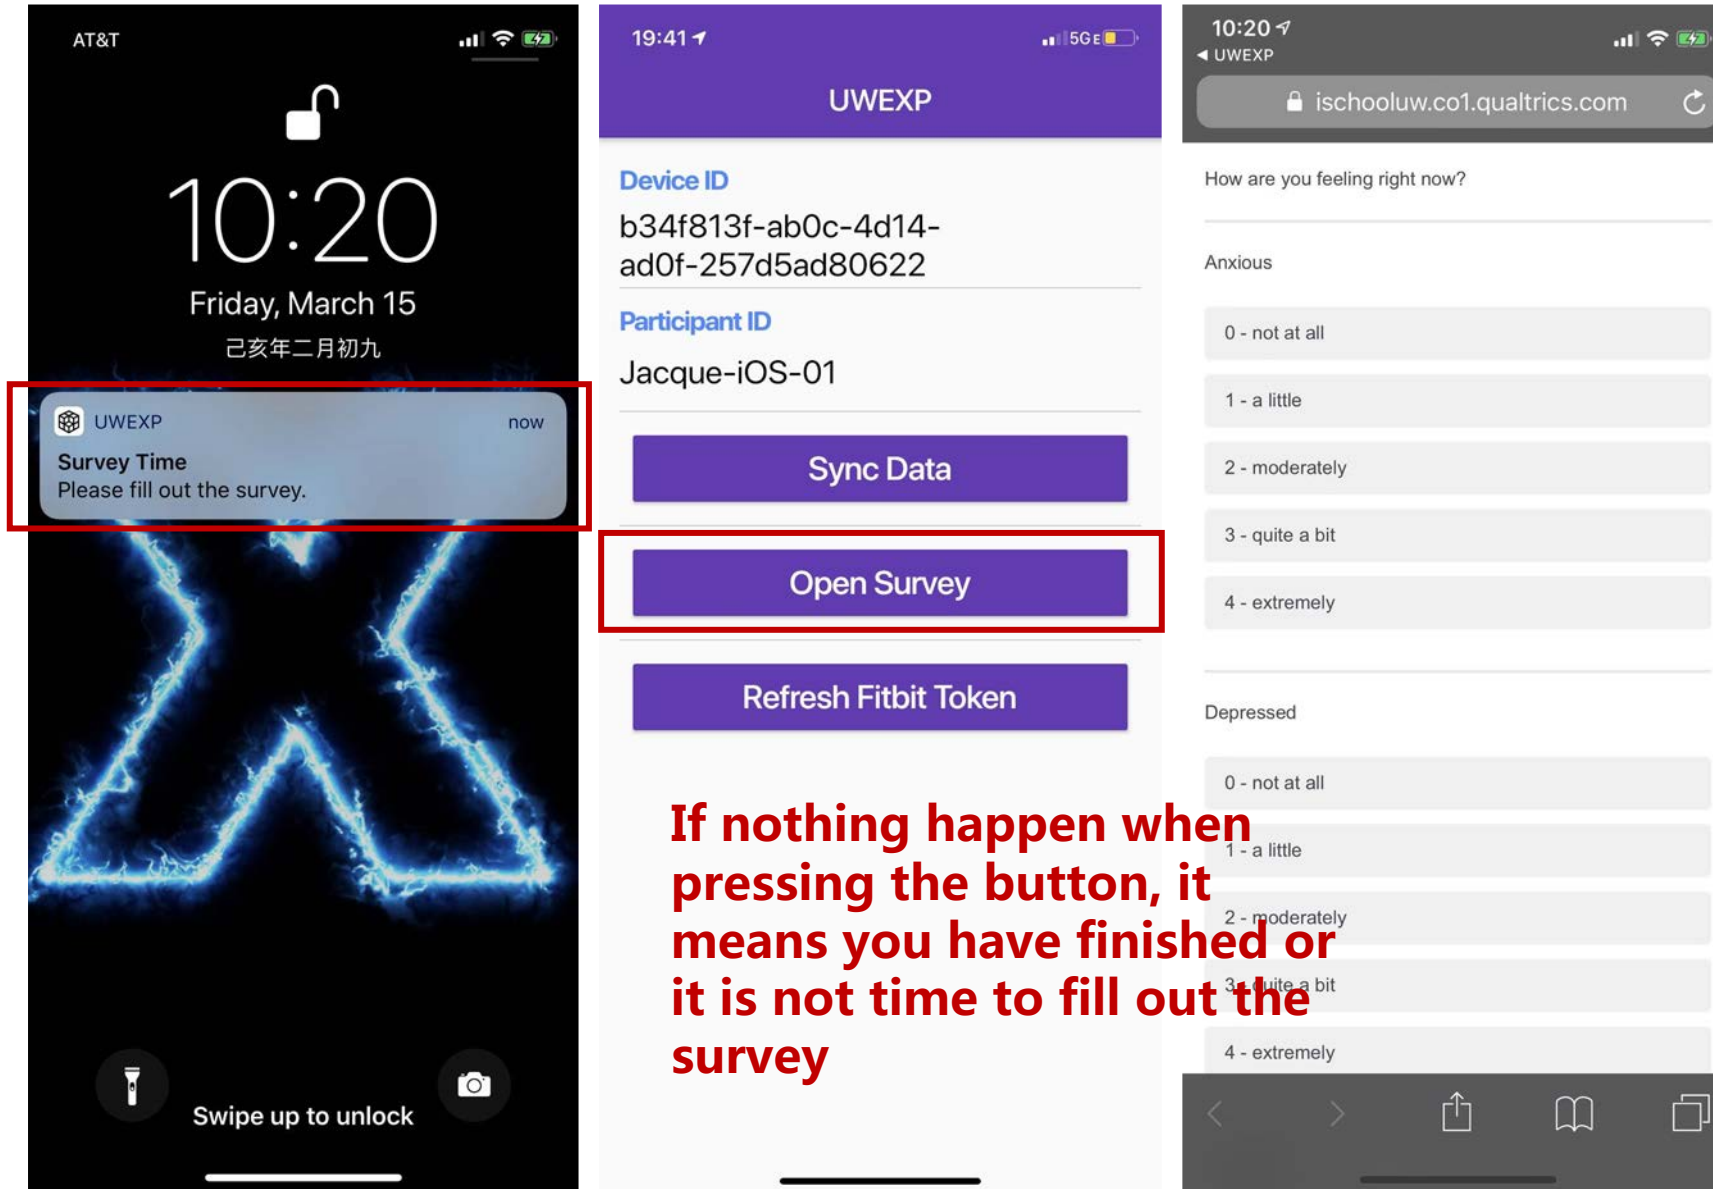 AT&T
10:20
Friday, March 15
己亥年二月初九
UWEXP
now
Survey Time
Please fill out the survey.
Swipe up to unlock
19:41
5GE
UWEXP
Device ID
b34f813f-ab0c-4d14-
ad0f-257d5ad80622
Participant ID
Jacque-iOS-01
Sync Data
Open Survey
Refresh Fitbit Token
If nothing happen when
pressing the button, it
means you have finished or
it is not time to fill out the
survey
10:20
UWEXP
ischooluw.co1.qualtrics.com
How are you feeling right now?
Anxious
0 - not at all
1 - a little
2 - moderately
3 - quite a bit
4 - extremely
Depressed
0 - not at all
1 - a little
2 - moderately
3 - quite a bit
4 - extremely